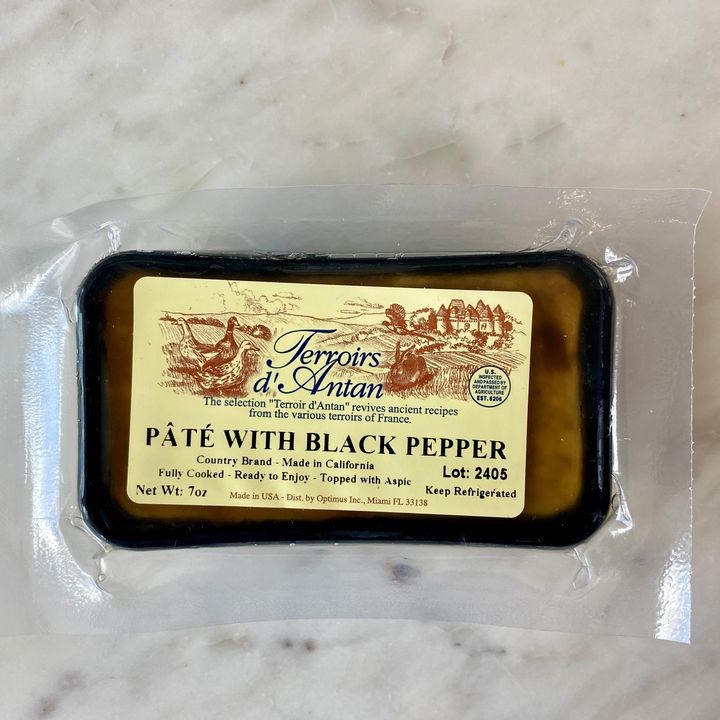 Terroirs
d'Antan
The selection "Terroir d'Antan" revives ancient recipes
from the various terroirs of France.
U.S.
INSPECTED
AND PASSED BY
DEPARTMENT OF
AGRICULTURE
EST. 6206
PÂTÉ WITH BLACK PEPPER
Country Brand - Made in California
Lot: 2405
Fully Cooked - Ready to Enjoy - Topped with Aspic
Net Wt: 7oz
Keep Refrigerated
Made in USA - Dist. by Optimus Inc., Miami FL 33138